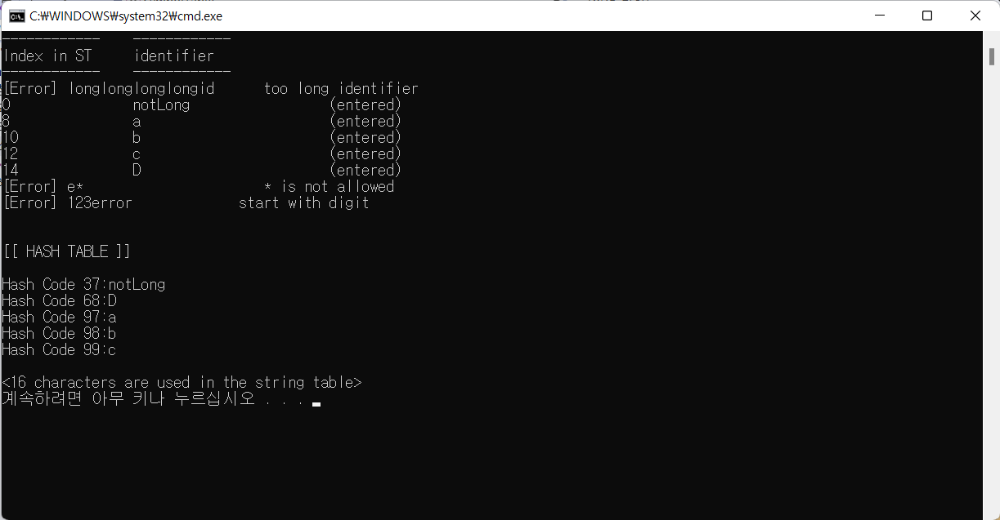 C:₩WINDOWS₩system32₩cmd.exe
------------ ------------
Index in ST identifier
------------ ------------
[Error] longlonglonglongid too long identifier
0 notLong (entered)
8 a (entered)
10 b (entered)
12 c (entered)
14 D (entered)
[Error] e* * is not allowed
[Error] 123error start with digit
[[ HASH TABLE ]]
Hash Code 37:notLong
Hash Code 68:D
Hash Code 97:a
Hash Code 98:b
Hash Code 99:c
<16 characters are used in the string table>
계속하려면 아무 키나 누르십시오 . . .